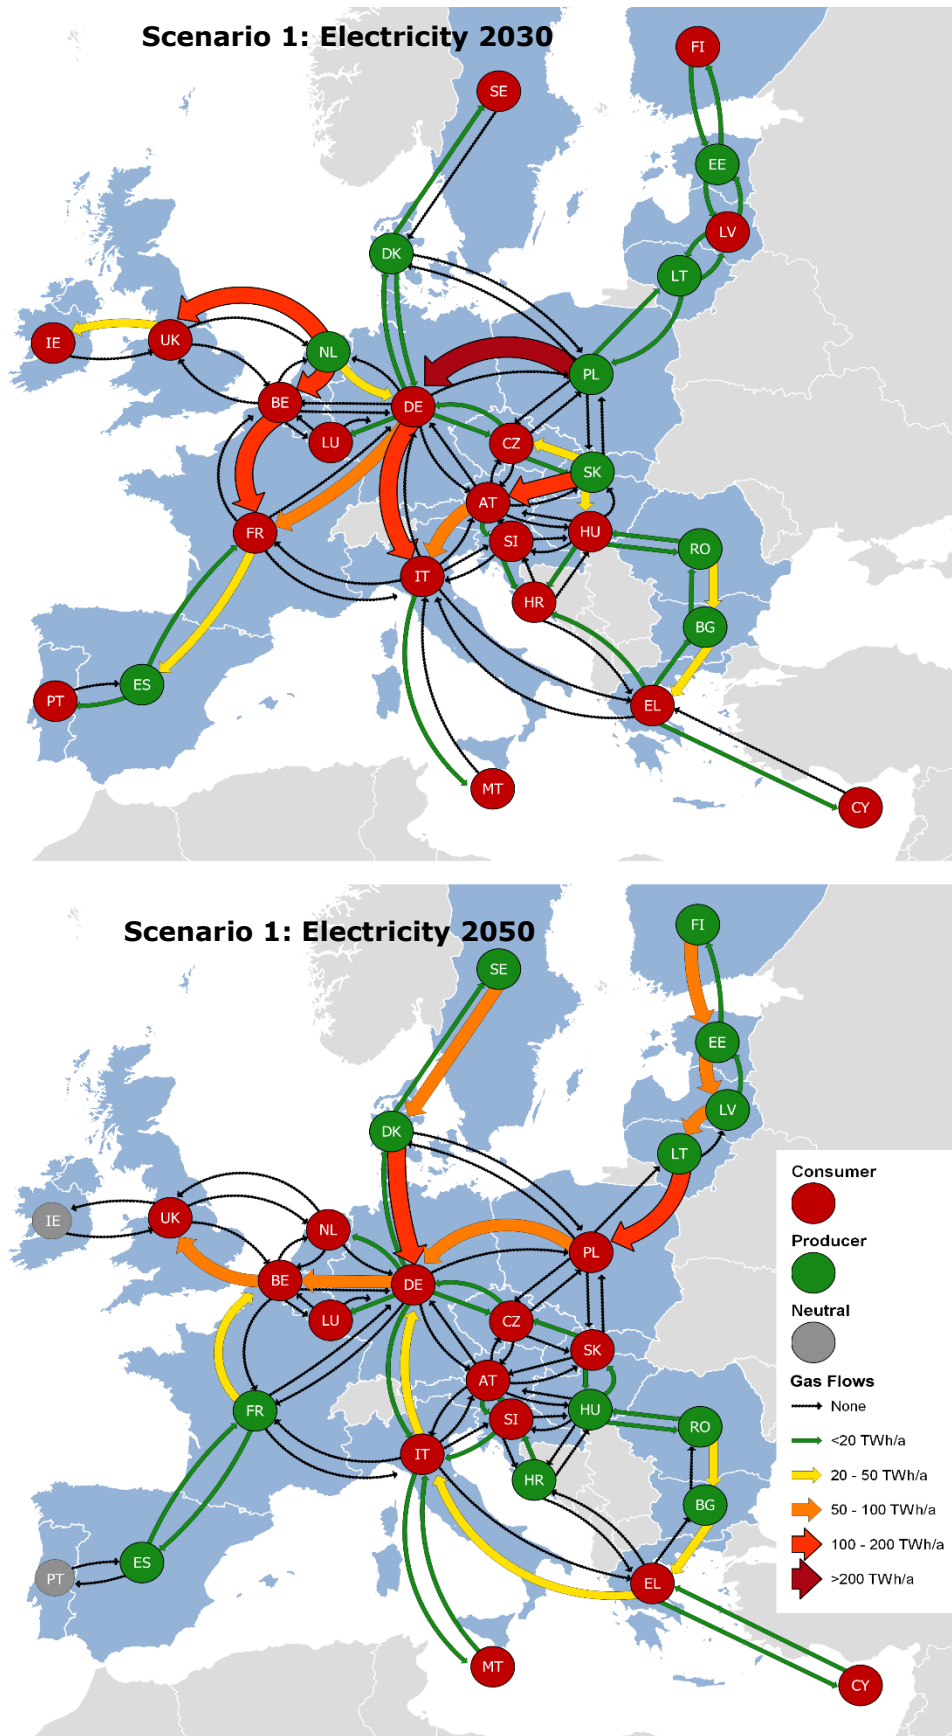 Scenario 1: Electricity 2030
FI
SE
EE
LV
DK
LT
IE
UK
NL
PL
BE
DE
LU
CZ
SK
AT
FR
SI
HU
RO
IT
HR
BG
ES
PT
EL
MT
CY
Scenario 1: Electricity 2050
FI
SE
EE
LV
DK
LT
Consumer
IE
UK
NL
PL
BE
DE
Producer
LU
CZ
SK
Neutral
AT
FR
SI
HU
Gas Flows
None
RO
IT
<20 TWh/a
HR
20 - 50 TWh/a
BG
50 - 100 TWh/a
ES
100 - 200 TWh/a
PT
EL
>200 TWh/a
MT
CY